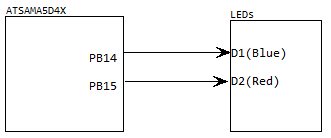 ATSAMA5D4X
LEDs
PB14
D1(Blue)
PB15
D2(Red)